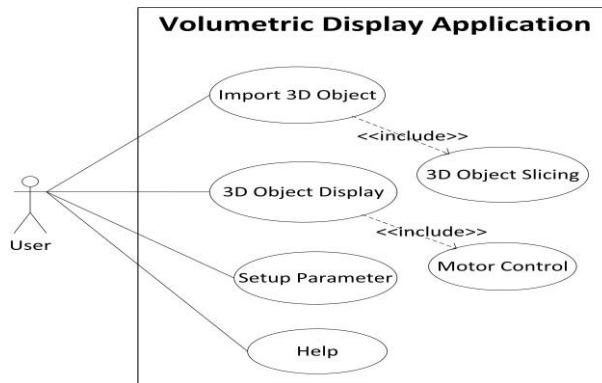 Volumetric Display Application
Import 3D Object
<<include>>
3D Object Slicing
3D Object Display
User
<<include>>
Motor Control
Setup Parameter
Help